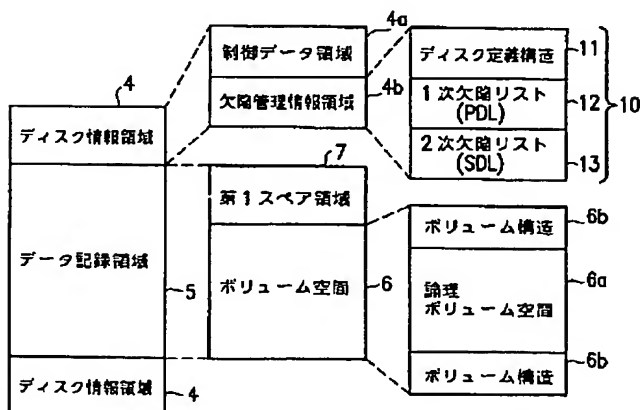 4
ディスク情報領域
データ記録領域
5
ディスク情報領域
4
4a
制御データ領域
4b
欠陥管理情報領域
7
第1スペア領域
ボリューム空間
6
11
ディスク定義構造
1次欠陥リスト
(PDL)
12
2次欠陥リスト
(SDL)
13
10
ボリューム構造
6b
6a
論理
ボリューム空間
ボリューム構造
6b